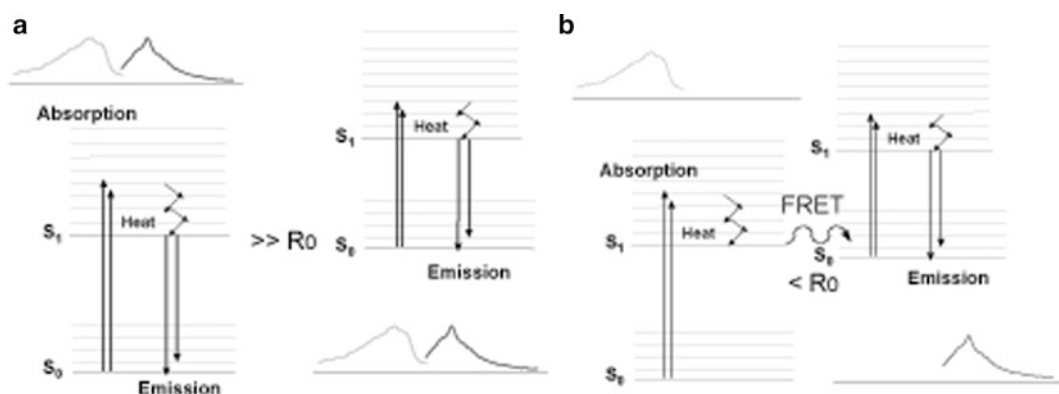 a
Absorption
Heat
S1
S0
Emission
>> R0
Heat
S1
S0
Emission
b
Absorption
Heat
S1
S0
FRET
< R0
Heat
S1
S0
Emission